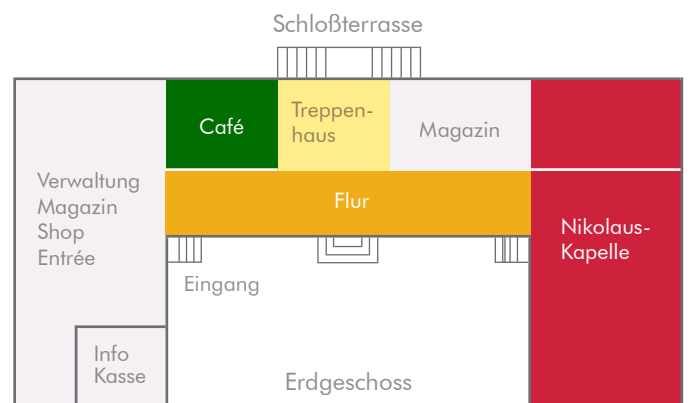 Schloßterrasse
Café
Treppen-
haus
Magazin
Verwaltung
Magazin
Shop
Entrée
Flur
Nikolaus-
Kapelle
Eingang
Info
Kasse
Erdgeschoss